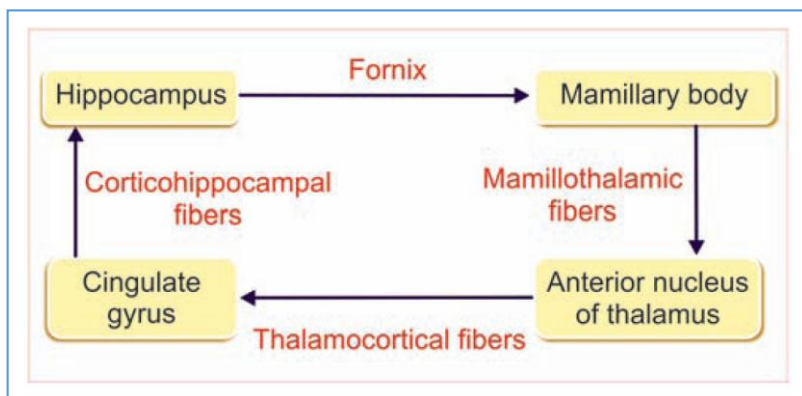 Fornix
Hippocampus
Mamillary body
Corticohippocampal
fibers
Mamillothalamic
fibers
Cingulate
gyrus
Anterior nucleus
of thalamus
Thalamocortical fibers